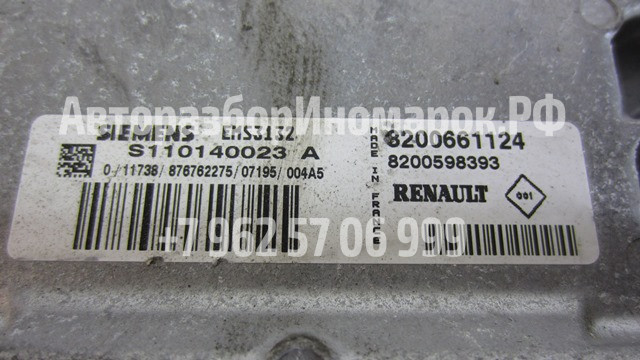 АвторазборИномарок.РФ
SIEMENS EMS3132
S110140023 A
0-/11738/876762275/07195/004A5
MADE IN FRANCE
8200661124
8200598393
RENAULT
001
+7 962 57 06 999